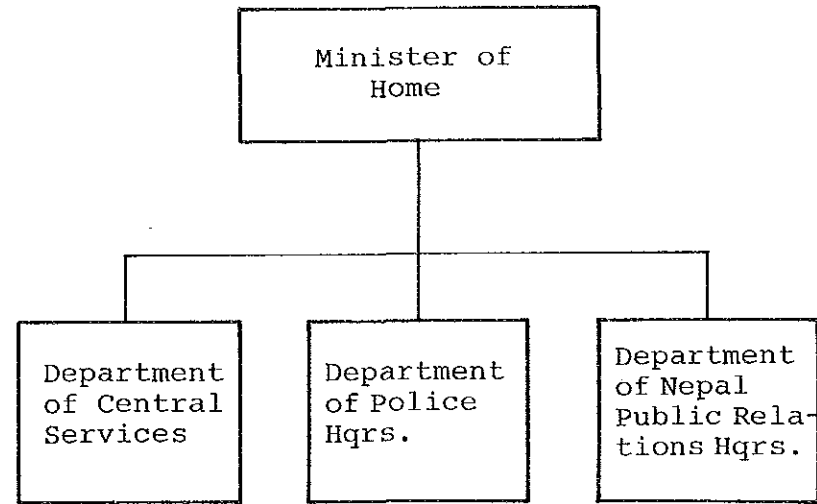 Minister of
Home
Department
of Central
Services
Department
of Police
Hqrs.
Department
of Nepal
Public Rela-
tions Hqrs.